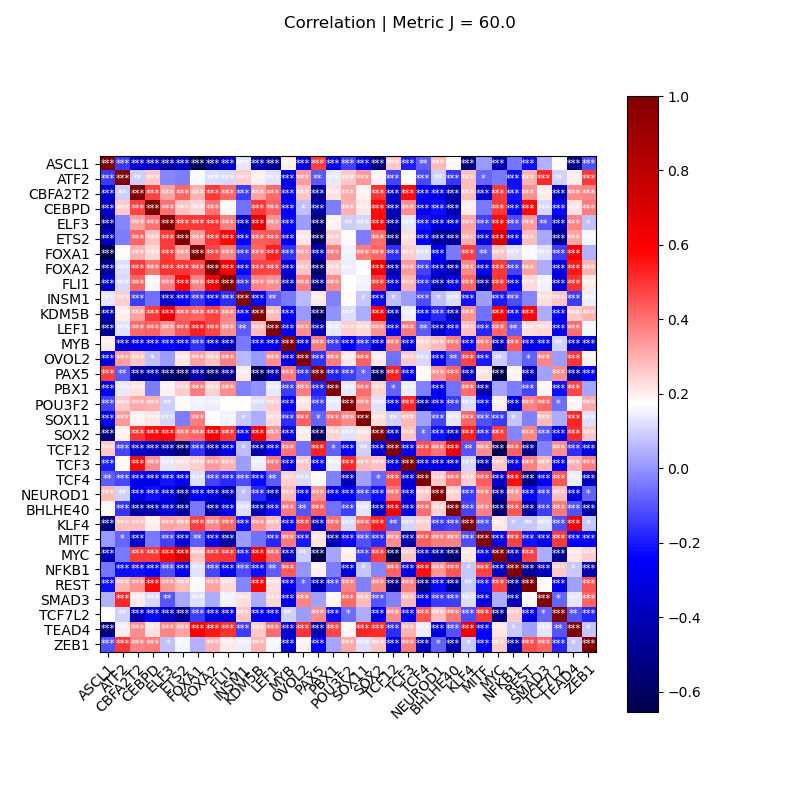 Correlation | Metric J = 60.0
ASCL1
ATF2
CBFA2T2
CEBPD
ELF3
ETS2
FOXA1
FOXA2
FLI1
INSM1
KDM5B
LEF1
MYB
OVOL2
PAX5
PBX1
POU3F2
SOX11
SOX2
TCF12
TCF3
TCF4
NEUROD1
BHLHE40
KLF4
MITF
MYC
NFKB1
REST
SMAD3
TCF7L2
TEAD4
ZEB1
ASCL1
ATF2
CBFA2T2
CEBPD
ELF3
ETS2
FOXA1
FOXA2
FLI1
INSM1
KDM5B
LEF1
MYB
OVOL2
PAX5
PBX1
POU3F2
SOX11
SOX2
TCF12
TCF3
TCF4
NEUROD1
BHLHE40
KLF4
MITF
MYC
NFKB1
REST
SMAD3
TCF7L2
TEAD4
ZEB1
1.0
0.8
0.6
0.4
0.2
0.0
−0.2
−0.4
−0.6